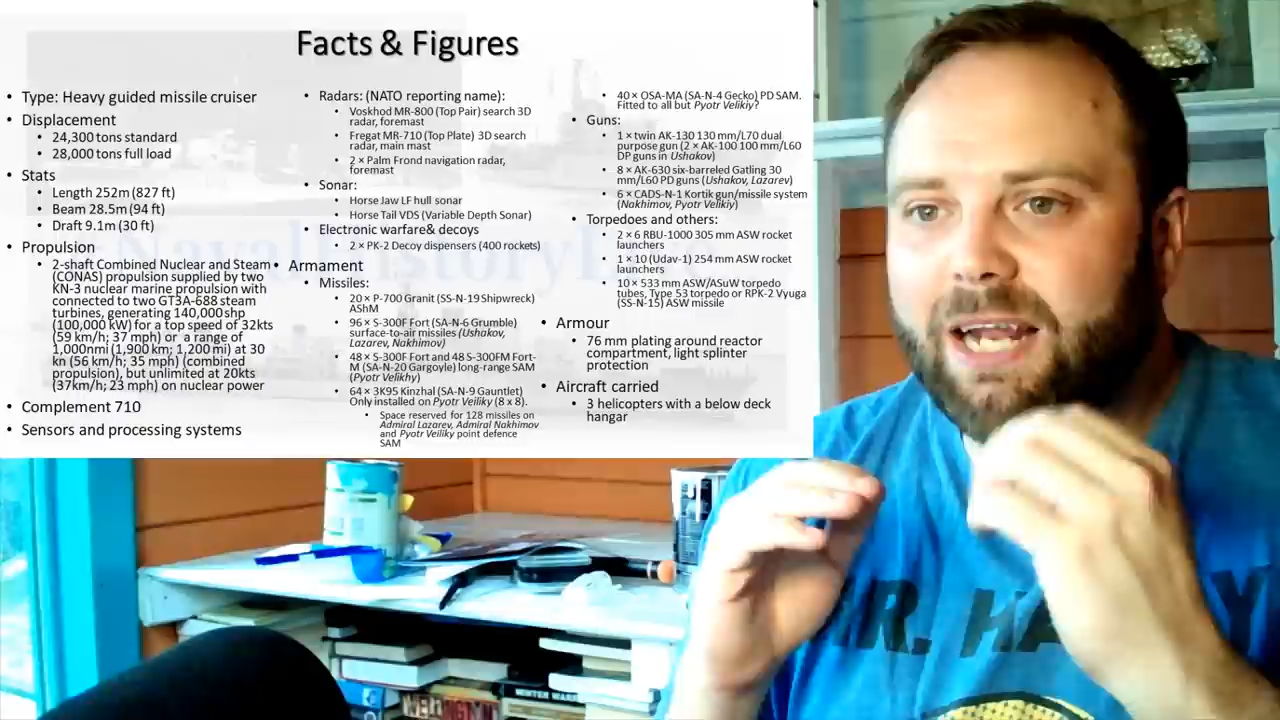 Facts & Figures
• Type: Heavy guided missile cruiser
• Displacement
• 24,300 tons standard
• 28,000 tons full load
• Stats
• Length 252m (827 ft)
• Beam 28.5m (94 ft)
• Draft 9.1m (30 ft)
• Propulsion
• 2-shaft Combined Nuclear and Steam
(CONAS) propulsion supplied by two
KN-3 nuclear marine propulsion with
connected to two GT3A-688 steam
turbines, generating 140,000shp
(100,000 kW) for a top speed of 32kts
(59 km/h; 37 mph) or a range of
1,000nmi (1,900 km; 1,200 mi) at 30
kn (56 km/h; 35 mph) (combined
propulsion), but unlimited at 20kts
(37km/h; 23 mph) on nuclear power
• Complement 710
• Sensors and processing systems
• Radars: (NATO reporting name):
• Voskhod MR-800 (Top Pair) search 3D
radar, foremast
• Fregat MR-710 (Top Plate) 3D search
radar, main mast
• 2 × Palm Frond navigation radar,
foremast
• Sonar:
• Horse Jaw LF hull sonar
• Horse Tail VDS (Variable Depth Sonar)
• Electronic warfare& decoys
• 2 × PK-2 Decoy dispensers (400 rockets)
• Armament
• Missiles:
• 20 × P-700 Granit (SS-N-19 Shipwreck)
AShM
• 96 × S-300F Fort (SA-N-6 Grumble)
surface-air missiles (Ushakov,
Lazarev, Nakhimov)
• 48 × S-300F Fort and 48 S-300FM Fort-
M (SA-N-20 Gargoyle) long-range SAM
(Pyotr Velikhy)
• 64 × 3K95 Kinzhal (SA-N-9 Gauntlet)
Only installed on Pyotr Veiliky (8 x 8).
• Space reserved for 128 missiles on
Admiral Lazarev, Admiral Nakhimov
and Pyotr Veiliky point defence
SAM
• 40 × OSA-MA (SA-N-4 Gecko) PD SAM.
Fitted to all but Pyotr Velikiy?
• Guns:
• 1 × twin AK-130 130 mm/L70 dual
purpose gun (2 × AK-100 100 mm/L60
DP guns in Ushakov)
• 8 × AK-630 six-barreled Gatling 30
mm/L60 PD guns (Ushakov, Lazarev)
• 6 × CADS-N-1 Kortik gun/missile system
(Nakhimov, Pyotr Velikiy)
• Torpedoes and others:
• 2 × 6 RBU-1000 305 mm ASW rocket
launchers
• 1 × 10 (Udav-1) 254 mm ASW rocket
launchers
• 10 × 533 mm ASW/ASuW torpedo
tubes, Type 53 torpedo or RPK-2 Vyuga
(SS-N-15) ASW missile
• Armour
• 76 mm plating around reactor
compartment, light splinter
protection
• Aircraft carried
• 3 helicopters with a below deck
hangar
WINTER WAR